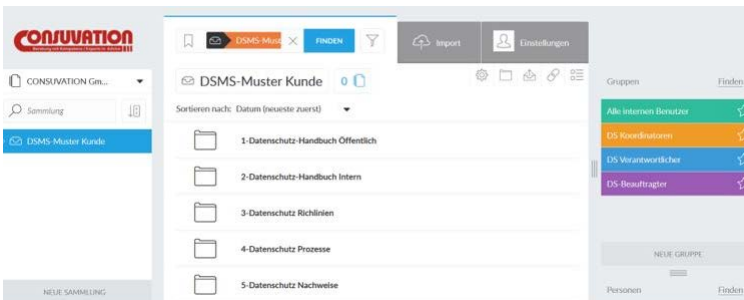 CONSUVATION
CONSUVATION Gm...
Sammlung
DSMS-Muster Kunde
NEUE SAMMLUNG
DSMS-Must
FINDEN
Import
Einstellungen
DSMS-Muster Kunde 0
Sortieren nach: Datum (neueste zuerst)
1-Datenschutz-Handbuch Öffentlich
2-Datenschutz-Handbuch Intern
3-Datenschutz Richlinien
4-Datenschutz Prozesse
5-Datenschutz Nachweise
Gruppen Finden
Alle internen Benutzer
DS Koordinatoren
DS Verantwortlicher
DS-Beauftragter
NEUE GRUPPE
Personen Finden